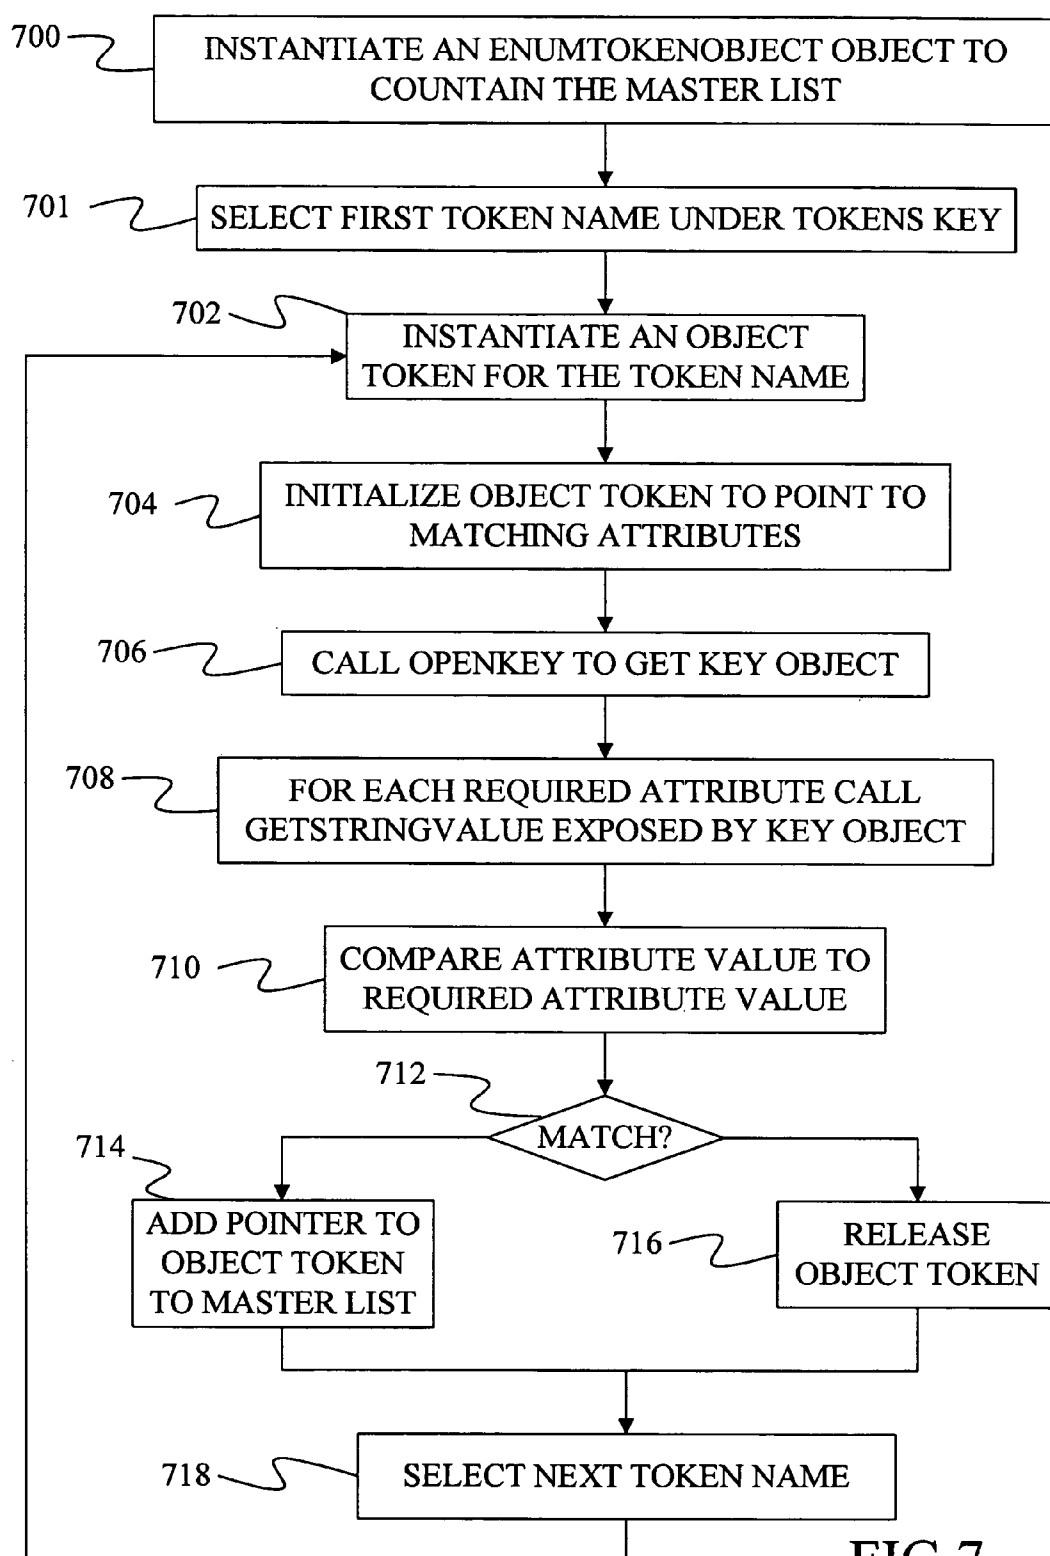 700
INSTANTIATE AN ENUMTOKENOBJECT OBJECT TO
COUNTAIN THE MASTER LIST
701
SELECT FIRST TOKEN NAME UNDER TOKENS KEY
702
INSTANTIATE AN OBJECT
TOKEN FOR THE TOKEN NAME
704
INITIALIZE OBJECT TOKEN TO POINT TO
MATCHING ATTRIBUTES
706
CALL OPENKEY TO GET KEY OBJECT
708
FOR EACH REQUIRED ATTRIBUTE CALL
GETSTRINGVALUE EXPOSED BY KEY OBJECT
710
COMPARE ATTRIBUTE VALUE TO
REQUIRED ATTRIBUTE VALUE
712
MATCH?
714
ADD POINTER TO
OBJECT TOKEN
TO MASTER LIST
716
RELEASE
OBJECT TOKEN
718
SELECT NEXT TOKEN NAME
FIG 7